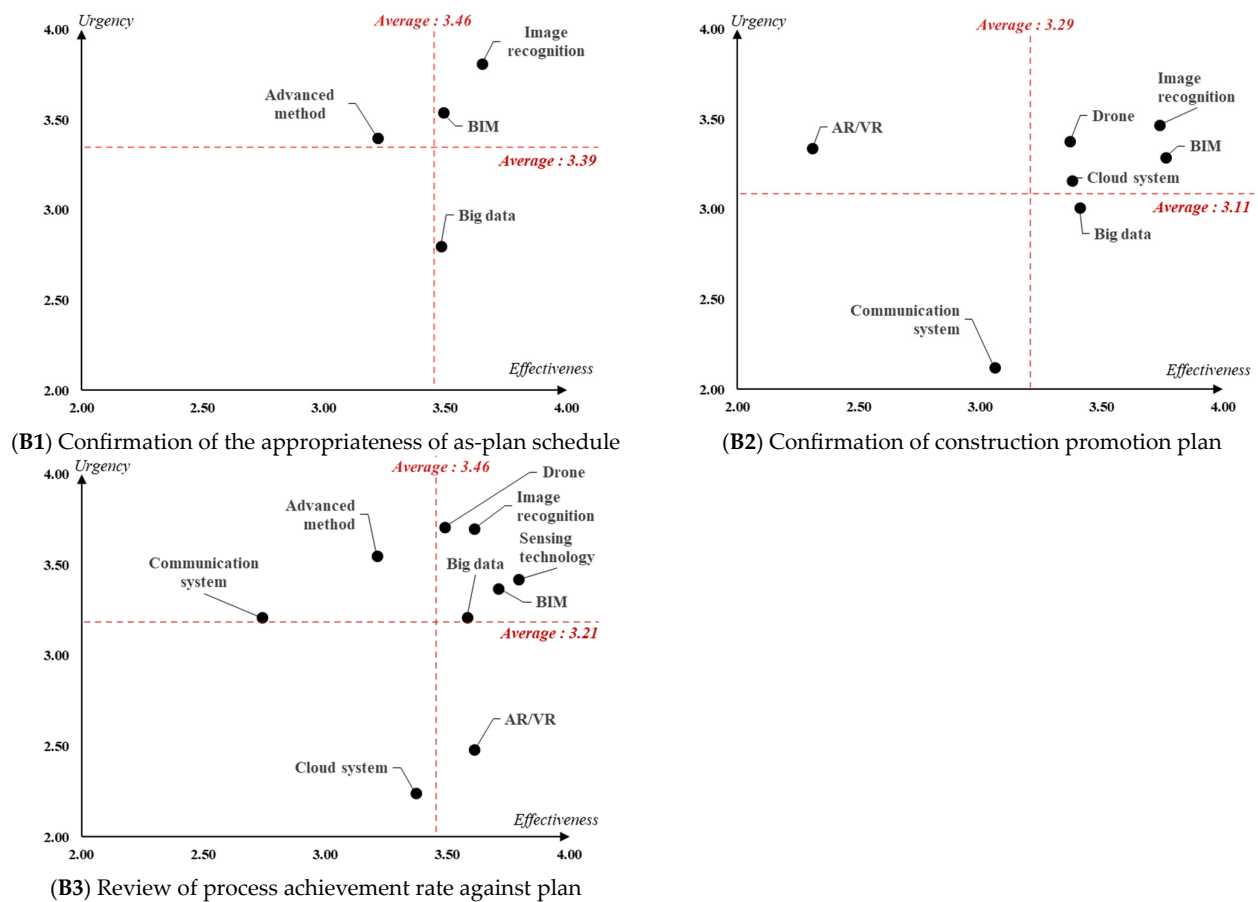 Urgency
Average : 3.46
4.00
Image
recognition
Advanced
method
3.50
BIM
Average : 3.39
3.00
Big data
2.50
Effectiveness
2.00
2.00
2.50
3.00
3.50
4.00
(B1) Confirmation of the appropriateness of as-plan schedule
Urgency
Average : 3.29
4.00
Image
recognition
3.50
AR/VR
Drone
BIM
Cloud system
3.00
Average : 3.11
Big data
2.50
Communication
system
Effectiveness
2.00
2.00
2.50
3.00
3.50
4.00
(B2) Confirmation of construction promotion plan
Urgency
Average : 3.46
4.00
Drone
Advanced
method
Image
recognition
Sensing
technology
3.50
Communication
system
Big data
BIM
Average : 3.21
3.00
AR/VR
2.50
Cloud system
Effectiveness
2.00
2.00
2.50
3.00
3.50
4.00
(B3) Review of process achievement rate against plan